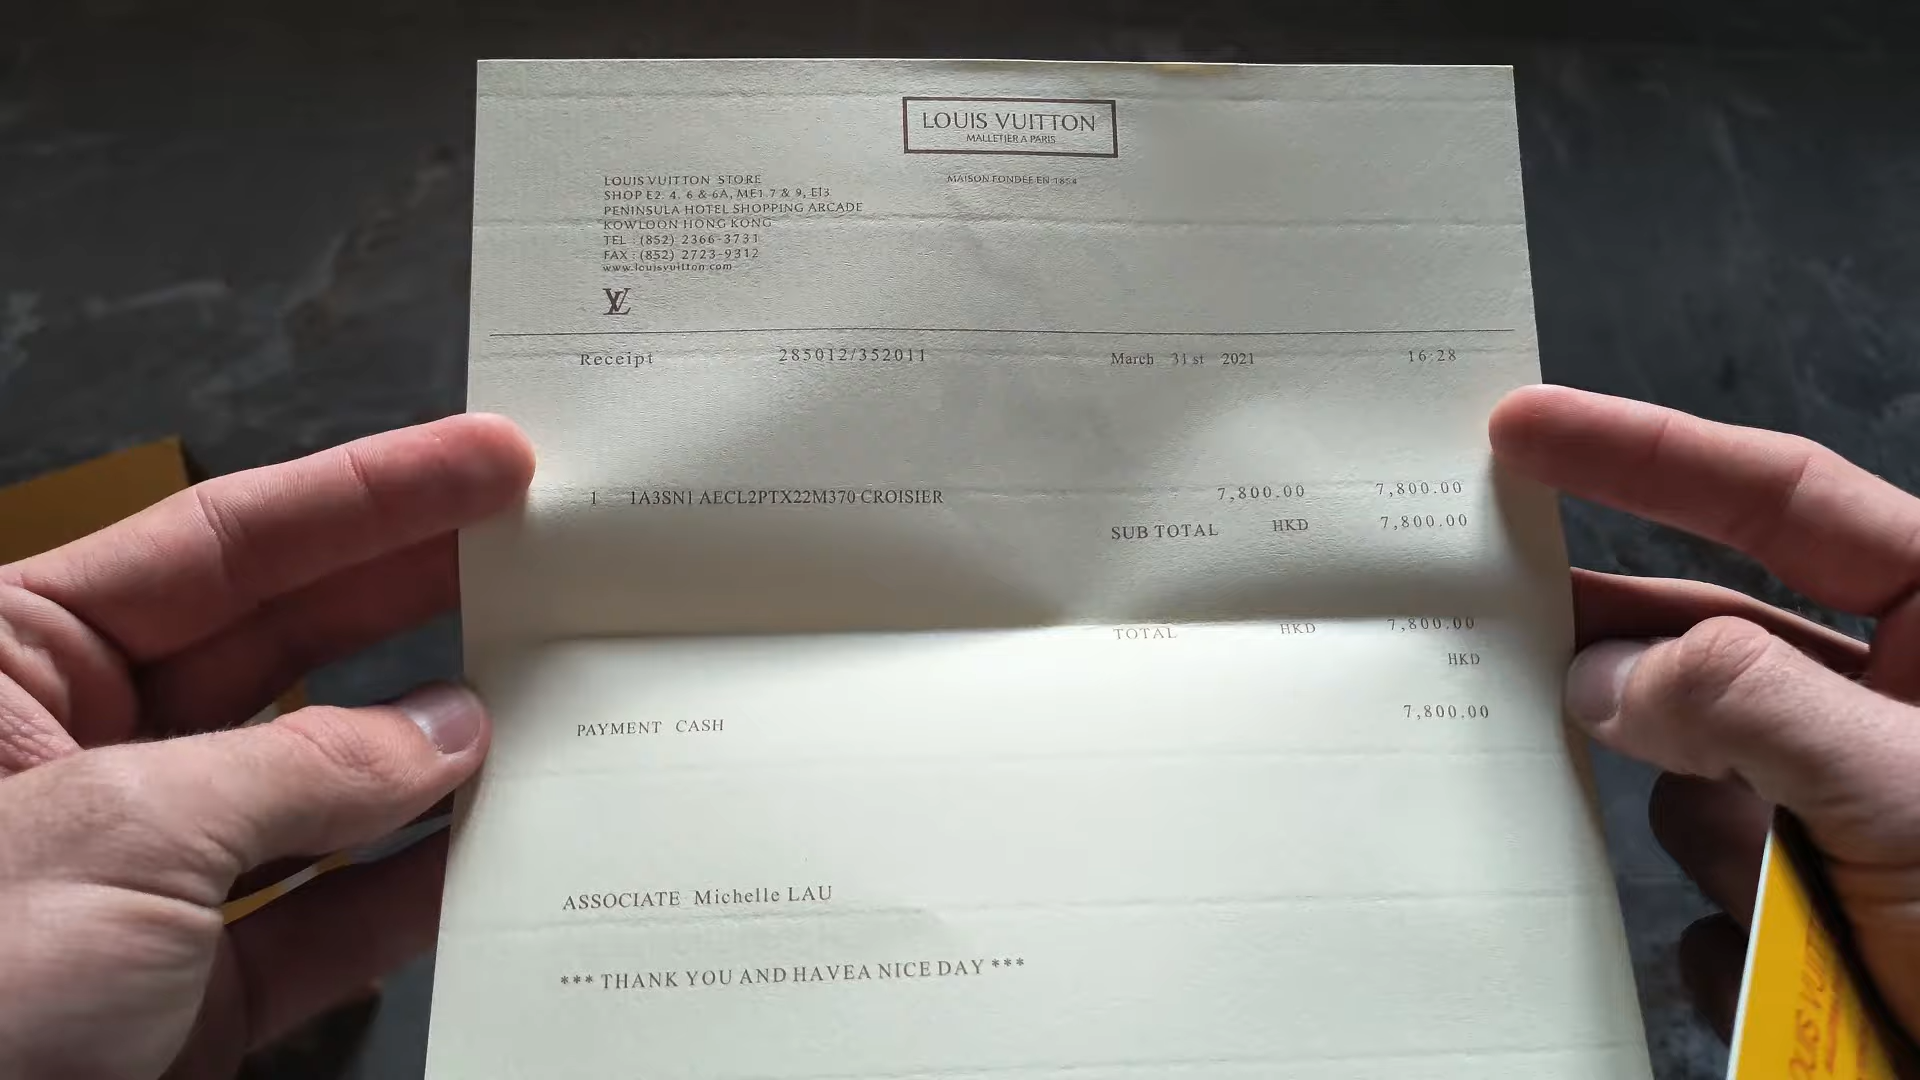 LOUIS VUITTON
MALLETIER A PARIS
MAISON FONDÉE EN 1854
LOUIS VUITTON STORE
SHOP E2. 4. 6 & 6A, ME1 7 & 9, EI3
PENINSULA HOTEL SHOPPING ARCADE
KOWLOON HONG KONG
TEL : (852) 2366-3731
FAX : (852) 2723-9312
www.louisvuitton.com
LV
Receipt 285012/352011 March 31 st 2021 16:28
1 1A3SN1 AECL2PTX22M370 CROISIER 7,800.00 7,800.00
SUB TOTAL HKD 7,800.00
TOTAL HKD 7,800.00
HKD
PAYMENT CASH 7,800.00
ASSOCIATE Michelle LAU
*** THANK YOU AND HAVEA NICE DAY ***